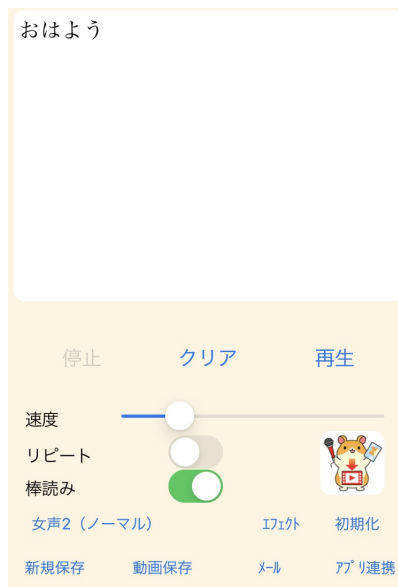 おはよう
停止 クリア 再生
速度
リピート
棒読み
女声2（ノーマル） ｴﾌｪｸﾄ 初期化
新規保存 動画保存 ﾒｰﾙ ｱﾌﾟﾘ連携